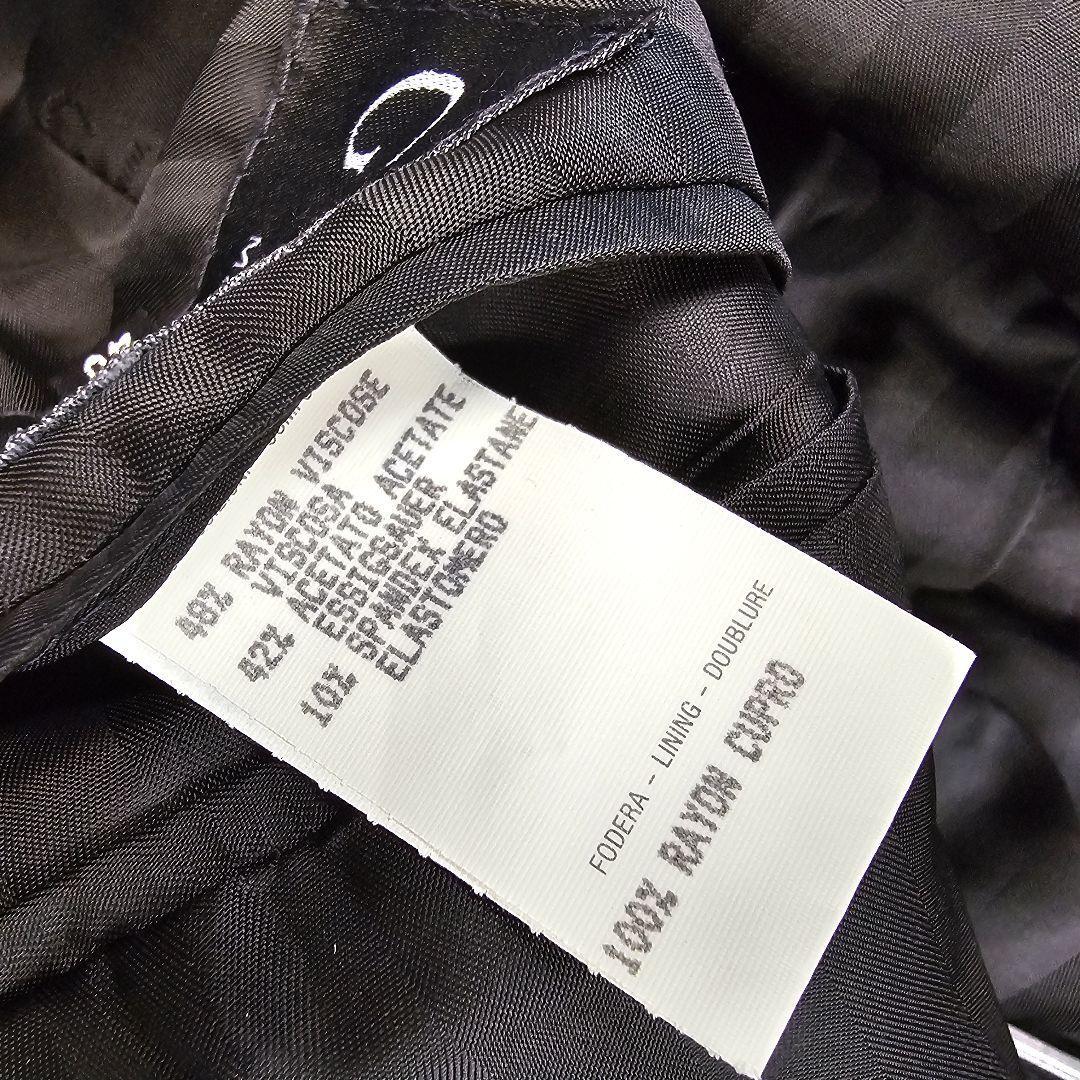 48% RAYON VISCOSE
VISCOSA
42% ACETATO ACETATE
ESSIGSAUER
10% SPANDEX ELASTANE
ELASTOMERO
FODERA - LINING - DOUBLURE
100% RAYON CUPRO